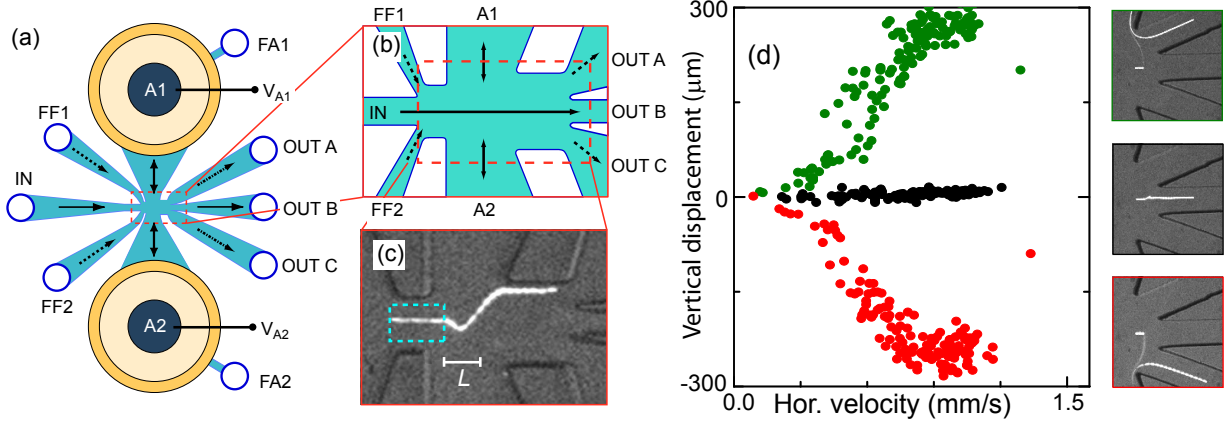 (a)
A1
FA1
V_A1
FF1
OUT A
IN
OUT B
OUT C
FF2
A2
V_A2
FA2
(b)
FF1
A1
OUT A
IN
OUT B
OUT C
FF2
A2
(c)
L
(d)
300
0
-300
Vertical displacement (μm)
0.0
1.5
Hor. velocity (mm/s)